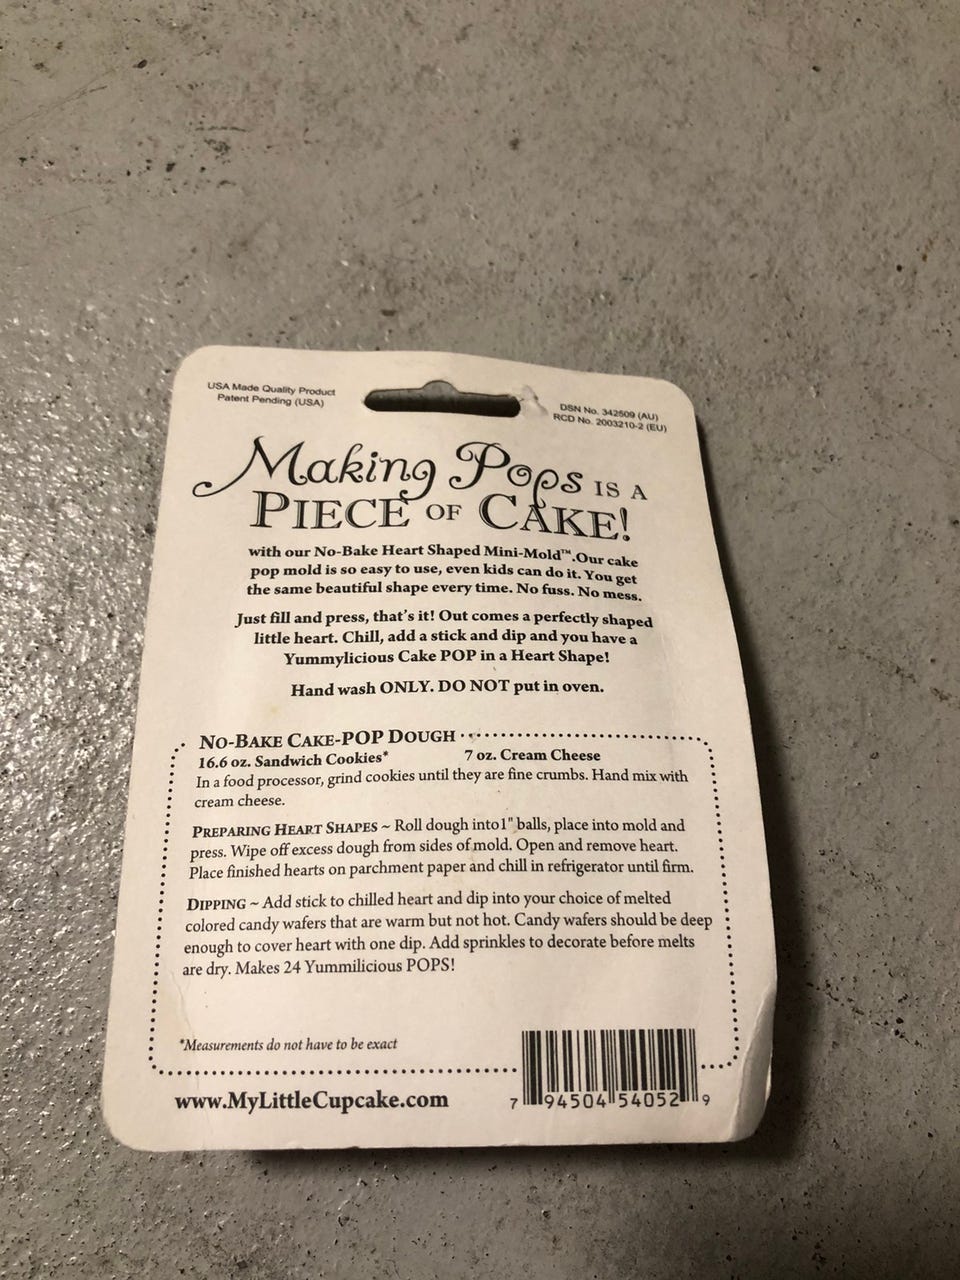 USA Made Quality Product
Patent Pending (USA)
DSN No. 342509 (AU)
RCD No. 2003210-2 (EU)
Making Pops IS A
PIECE OF CAKE!
with our No-Bake Heart Shaped Mini-Mold™.Our cake
pop mold is so easy to use, even kids can do it. You get
the same beautiful shape every time. No fuss. No mess.
Just fill and press, that's it! Out comes a perfectly shaped
little heart. Chill, add a stick and dip and you have a
Yummylicious Cake POP in a Heart Shape!
Hand wash ONLY. DO NOT put in oven.
NO-BAKE CAKE-POP DOUGH
16.6 oz. Sandwich Cookies* 7 oz. Cream Cheese
In a food processor, grind cookies until they are fine crumbs. Hand mix with
cream cheese.
PREPARING HEART SHAPES ~ Roll dough into1" balls, place into mold and
press. Wipe off excess dough from sides of mold. Open and remove heart.
Place finished hearts on parchment paper and chill in refrigerator until firm.
DIPPING ~ Add stick to chilled heart and dip into your choice of melted
colored candy wafers that are warm but not hot. Candy wafers should be deep
enough to cover heart with one dip. Add sprinkles to decorate before melts
are dry. Makes 24 Yummilicious POPS!
*Measurements do not have to be exact
www.MyLittleCupcake.com
7 94504 54052 9